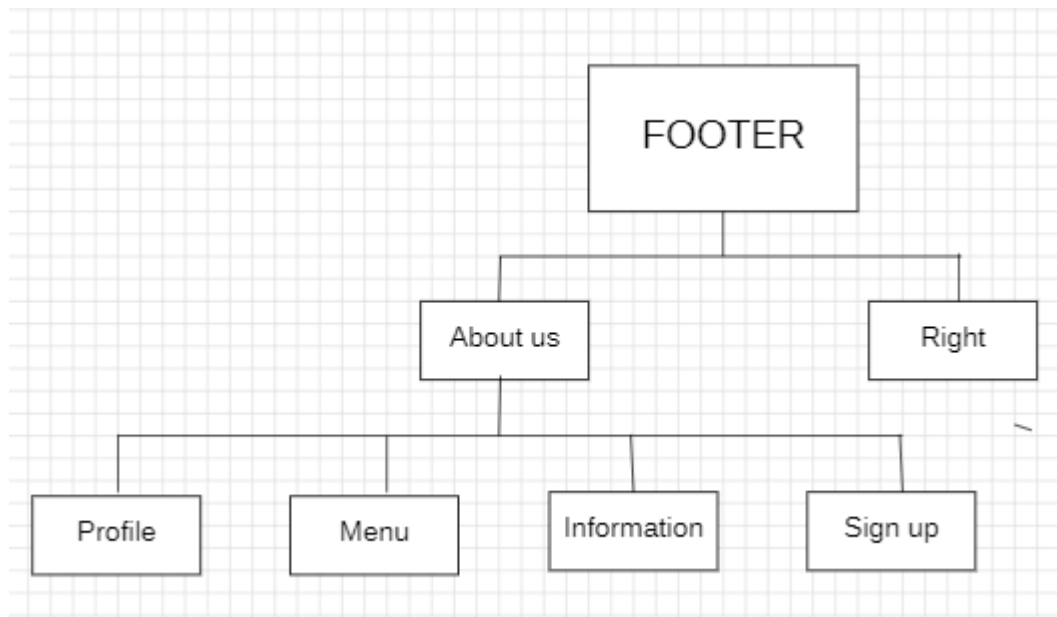 FOOTER
About us
Right
Profile
Menu
Information
Sign up